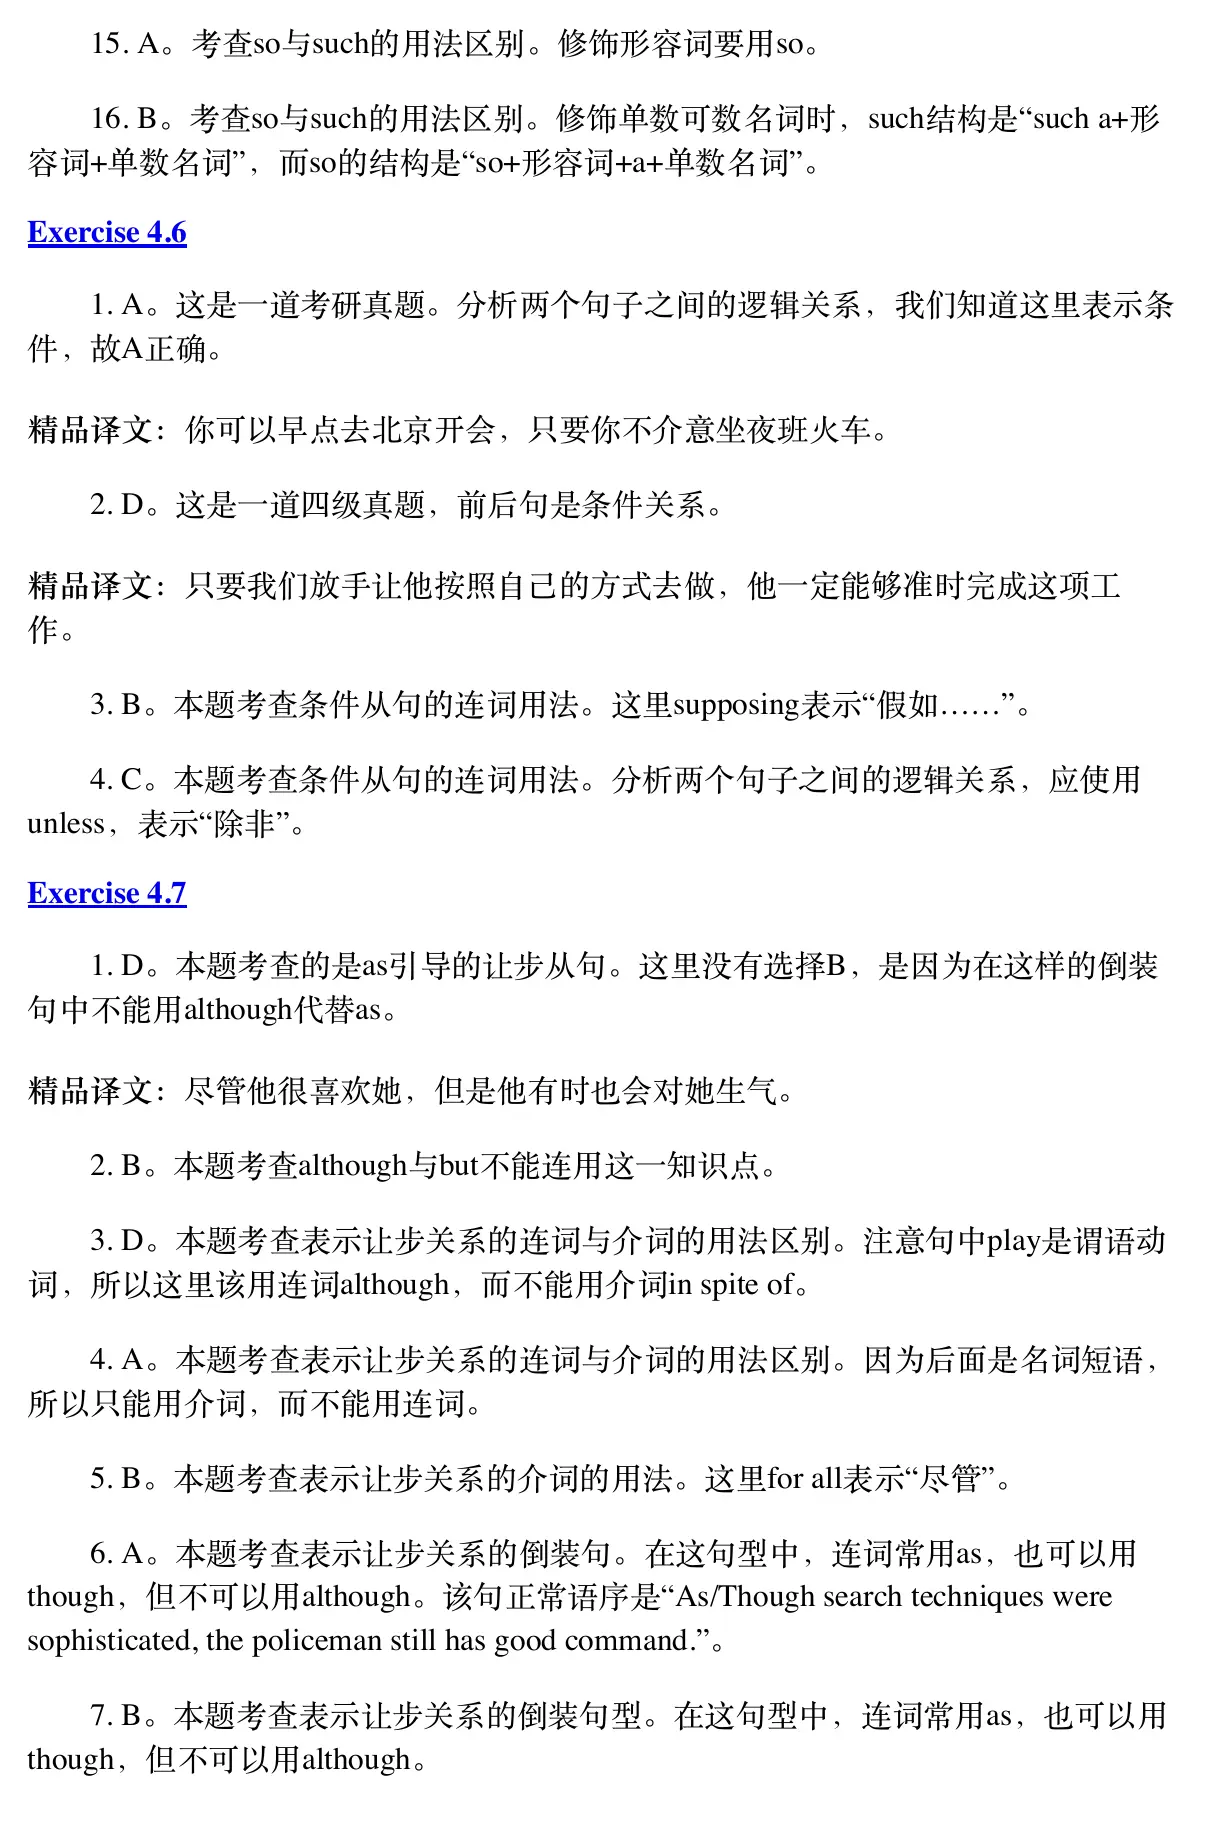 15. A。考查so与such的用法区别。修饰形容词要用so。
16. B。考查so与such的用法区别。修饰单数可数名词时，such结构是“such a+形
容词+单数名词”，而so的结构是“so+形容词+a+单数名词”。
Exercise 4.6
1. A。这是一道考研真题。分析两个句子之间的逻辑关系，我们知道这里表示条
件，故A正确。
精品译文：你可以早点去北京开会，只要你不介意坐夜班火车。
2. D。这是一道四级真题，前后句是条件关系。
精品译文：只要我们放手让他按照自己的方式去做，他一定能够准时完成这项工
作。
3. B。本题考查条件从句的连词用法。这里supposing表示“假如……”。
4. C。本题考查条件从句的连词用法。分析两个句子之间的逻辑关系，应使用
unless，表示“除非”。
Exercise 4.7
1. D。本题考查的是as引导的让步从句。这里没有选择B，是因为在这样的倒装
句中不能用although代替as。
精品译文：尽管他很喜欢她，但是他有时也会对她生气。
2. B。本题考查although与but不能连用这一知识点。
3. D。本题考查表示让步关系的连词与介词的用法区别。注意句中play是谓语动
词，所以这里该用连词although，而不能用介词in spite of。
4. A。本题考查表示让步关系的连词与介词的用法区别。因为后面是名词短语，
所以只能用介词，而不能用连词。
5. B。本题考查表示让步关系的介词的用法。这里for all表示“尽管”。
6. A。本题考查表示让步关系的倒装句。在这句型中，连词常用as，也可以用
though，但不可以用although。该句正常语序是“As/Though search techniques were
sophisticated, the policeman still has good command.”。
7. B。本题考查表示让步关系的倒装句型。在这句型中，连词常用as，也可以用
though，但不可以用although。